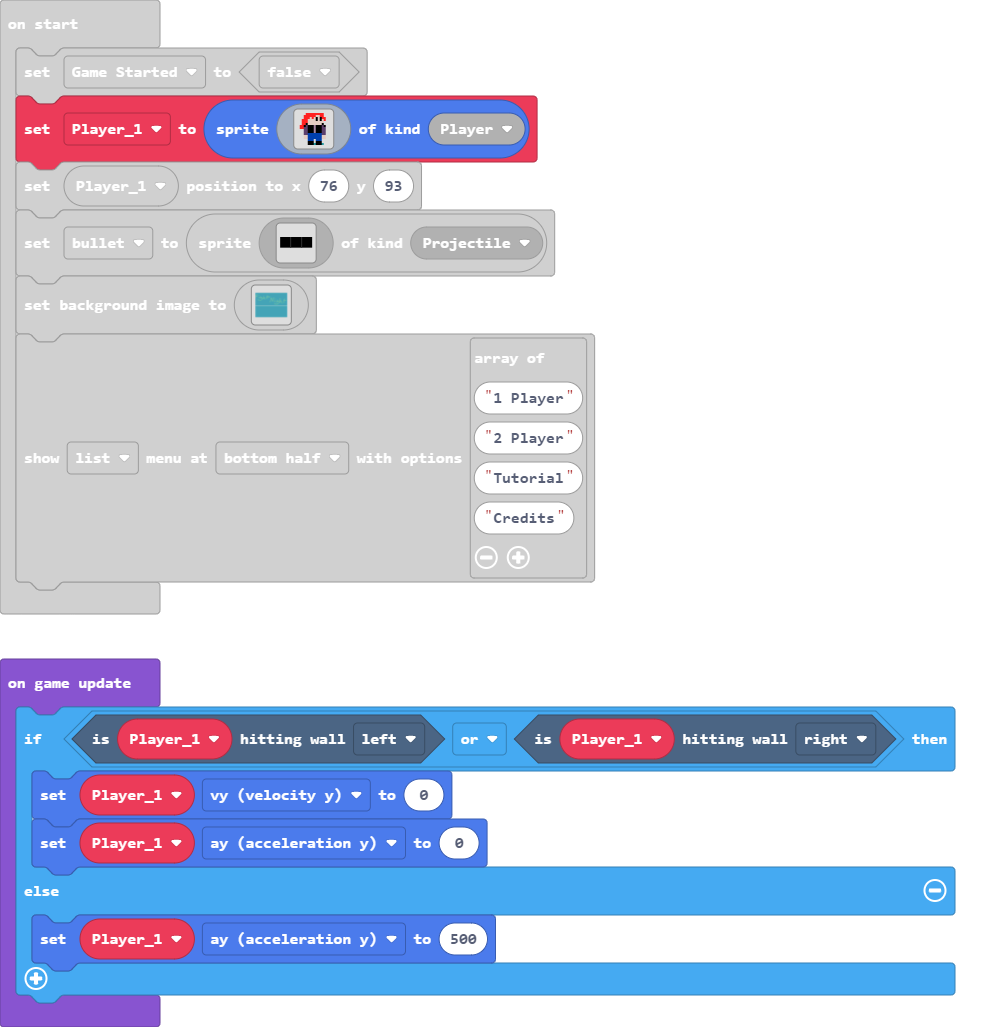 on start
set Game Started to false
set Player_1 to sprite of kind Player
set Player_1 position to x 76 y 93
set bullet to sprite of kind Projectile
set background image to
array of
"1 Player"
"2 Player"
"Tutorial"
show list menu at bottom half with options
"Credits"
on game update
if is Player_1 hitting wall left or is Player_1 hitting wall right then
set Player_1 vy (velocity y) to 0
set Player_1 ay (acceleration y) to 0
else
set Player_1 ay (acceleration y) to 500